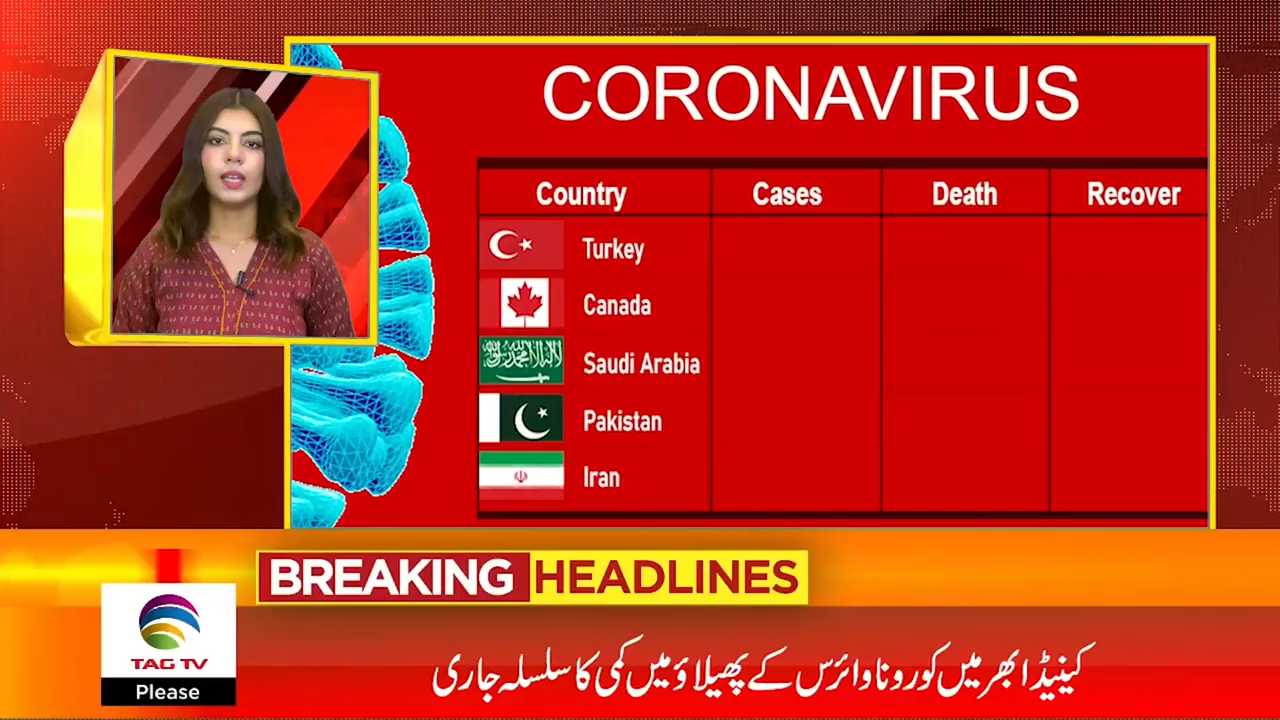 CORONAVIRUS
Country Cases Death Recover
Turkey
Canada
Saudi Arabia
Pakistan
Iran
BREAKING HEADLINES
TAG TV
Please
کینیڈا بھر میں کورونا وائرس کے پھیلاؤ میں کمی کا سلسلہ جاری